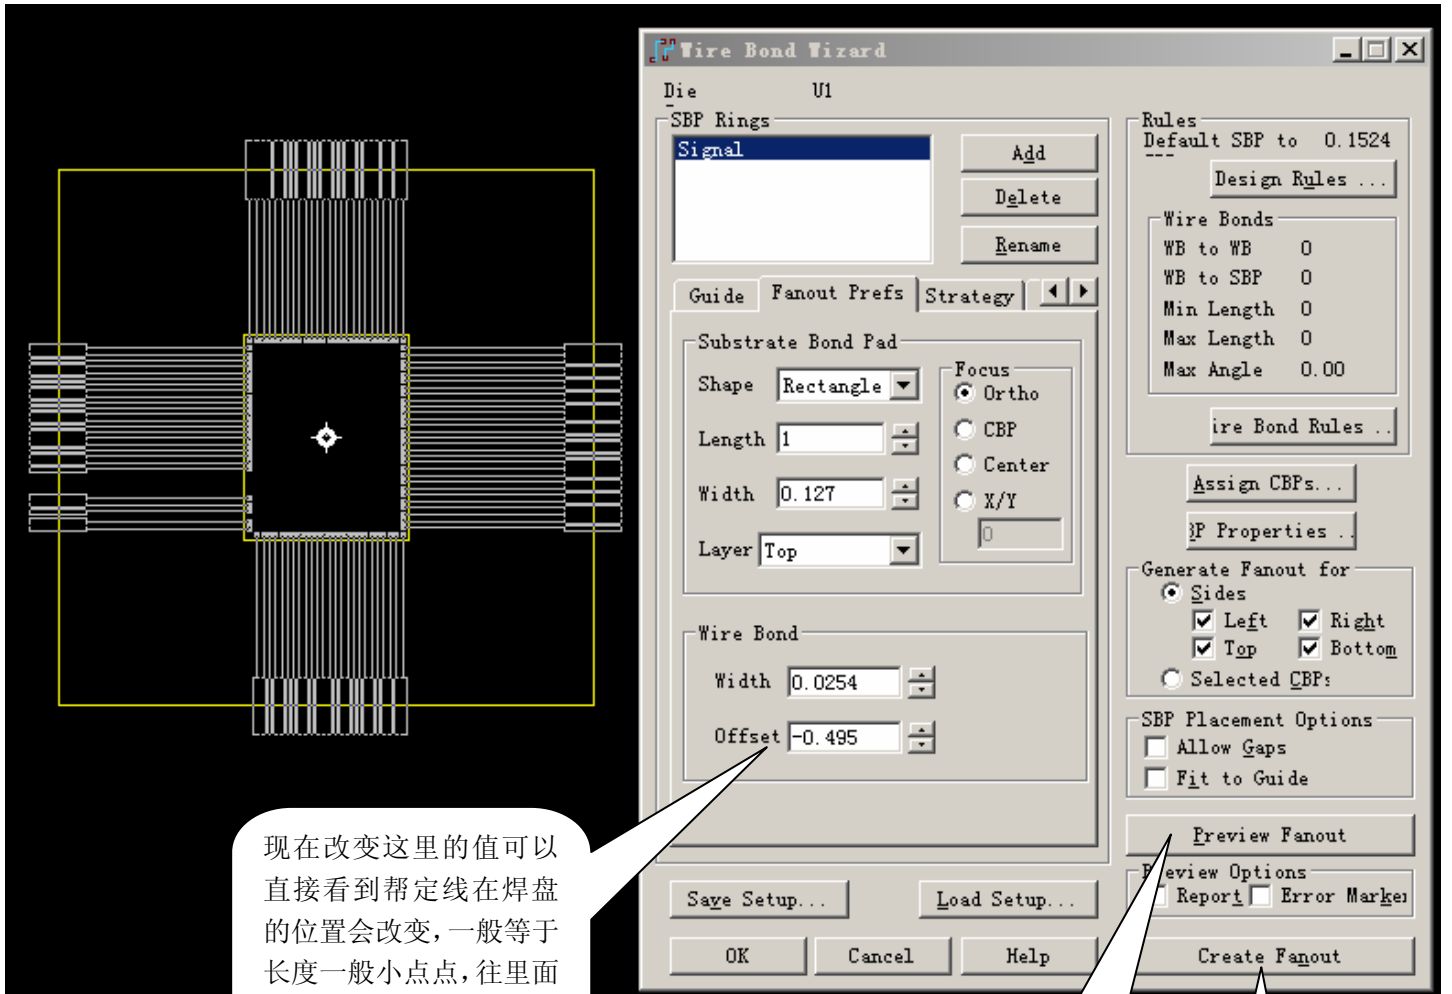 Wire Bond Wizard
Die U1
SBP Rings
Signal
Add
Delete
Rename
Guide Fanout Prefs Strategy
Substrate Bond Pad
Shape Rectangle
Length 1
Width 0.127
Layer Top
Focus
Ortho
CBP
Center
X/Y
0
Wire Bond
Width 0.0254
Offset -0.495
Save Setup... Load Setup...
OK Cancel Help
Rules
Default SBP to 0.1524
Design Rules ...
Wire Bonds
WB to WB 0
WB to SBP 0
Min Length 0
Max Length 0
Max Angle 0.00
ire Bond Rules ..
Assign CBPs...
BP Properties ..
Generate Fanout for
Sides
Left Right
Top Bottom
Selected CBPs
SBP Placement Options
Allow Gaps
Fit to Guide
Preview Fanout
Preview Options
Report Error Marker
Create Fanout
现在改变这里的值可以
直接看到帮定线在焊盘
的位置会改变，一般等于
长度一般小点点，往里面